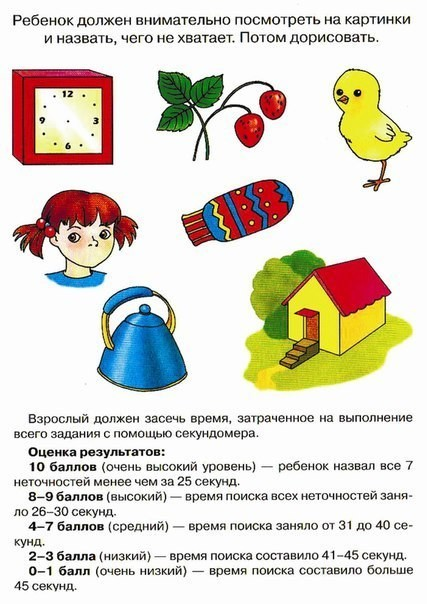 Ребенок должен внимательно посмотреть на картинки
и назвать, чего не хватает. Потом дорисовать.
12
9 3
6
Взрослый должен засечь время, затраченное на выполнение
всего задания с помощью секундомера.
Оценка результатов:
10 баллов (очень высокий уровень) — ребенок назвал все 7
неточностей менее чем за 25 секунд.
8–9 баллов (высокий) — время поиска всех неточностей заня-
ло 26–30 секунд.
4–7 баллов (средний) — время поиска заняло от 31 до 40 се-
кунд.
2–3 балла (низкий) — время поиска составило 41–45 секунд.
0–1 балл (очень низкий) — время поиска составило больше
45 секунд.